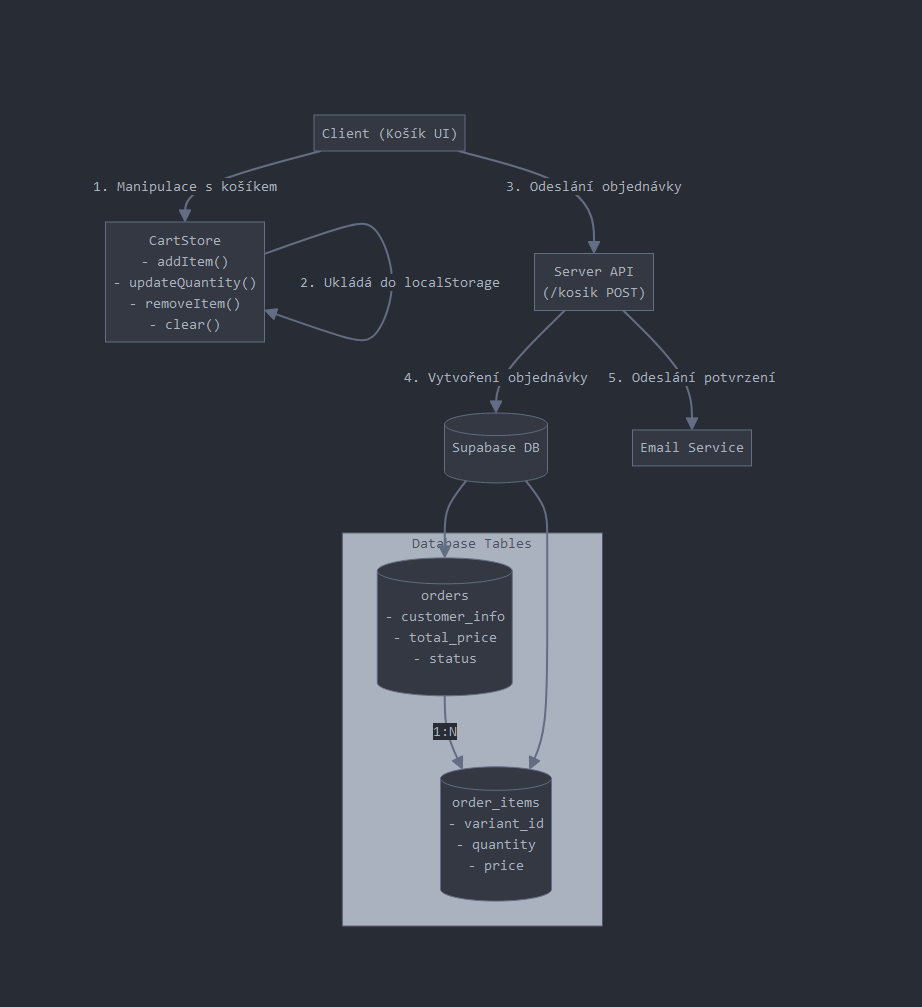 Client (Košík UI)
1. Manipulace s košíkem
3. Odeslání objednávky
CartStore
- addItem()
- updateQuantity()
- removeItem()
- clear()
2. Ukládá do localStorage
Server API
(/kosik POST)
4. Vytvoření objednávky
5. Odeslání potvrzení
Supabase DB
Email Service
Database Tables
orders
- customer_info
- total_price
- status
1:N
order_items
- variant_id
- quantity
- price